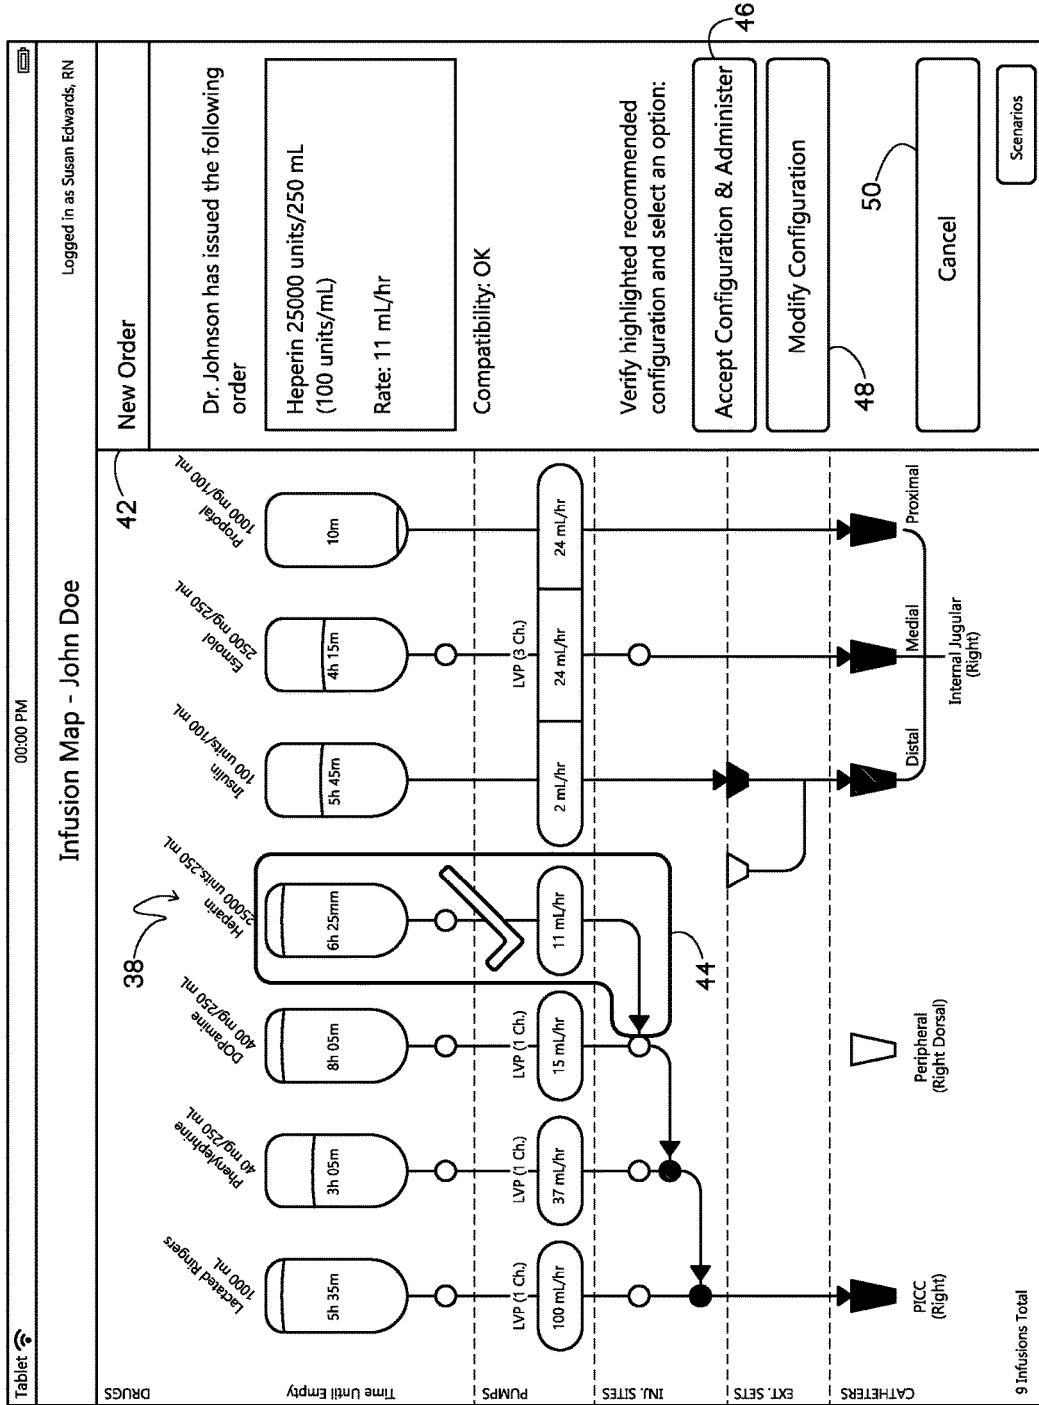 Tablet
00:00 PM
Infusion Map - John Doe
Logged in as Susan Edwards, RN
38
42
DRUGS
Lactated Ringers
1000 mL
Phenylephrine
40 mg/250 mL
DOPamine
400 mg/250 mL
Heparin
25000 units.250 mL
Insulin
100 units/100 mL
Esmolol
2500 mg/250 mL
Propofal
1000 mg/100 mL
Time Until Empty
5h 35m
3h 05m
8h 05m
6h 25mm
5h 45m
4h 15m
10m
PUMPS
LVP (1 Ch.)
LVP (1 Ch.)
LVP (1 Ch.)
LVP (3 Ch.)
100 mL/hr
37 mL/hr
15 mL/hr
11 mL/hr
2 mL/hr
24 mL/hr
24 mL/hr
INJ. SITES
44
EXT. SETS
CATHETERS
PICC
(Right)
Peripheral
(Right Dorsal)
Distal
Medial
Proximal
Internal Jugular
(Right)
9 Infusions Total
New Order
Dr. Johnson has issued the following
order
Heperin 25000 units/250 mL
(100 units/mL)
Rate: 11 mL/hr
Compatibility: OK
Verify highlighted recommended
configuration and select an option:
Accept Configuration & Administer
46
Modify Configuration
48
50
Cancel
Scenarios